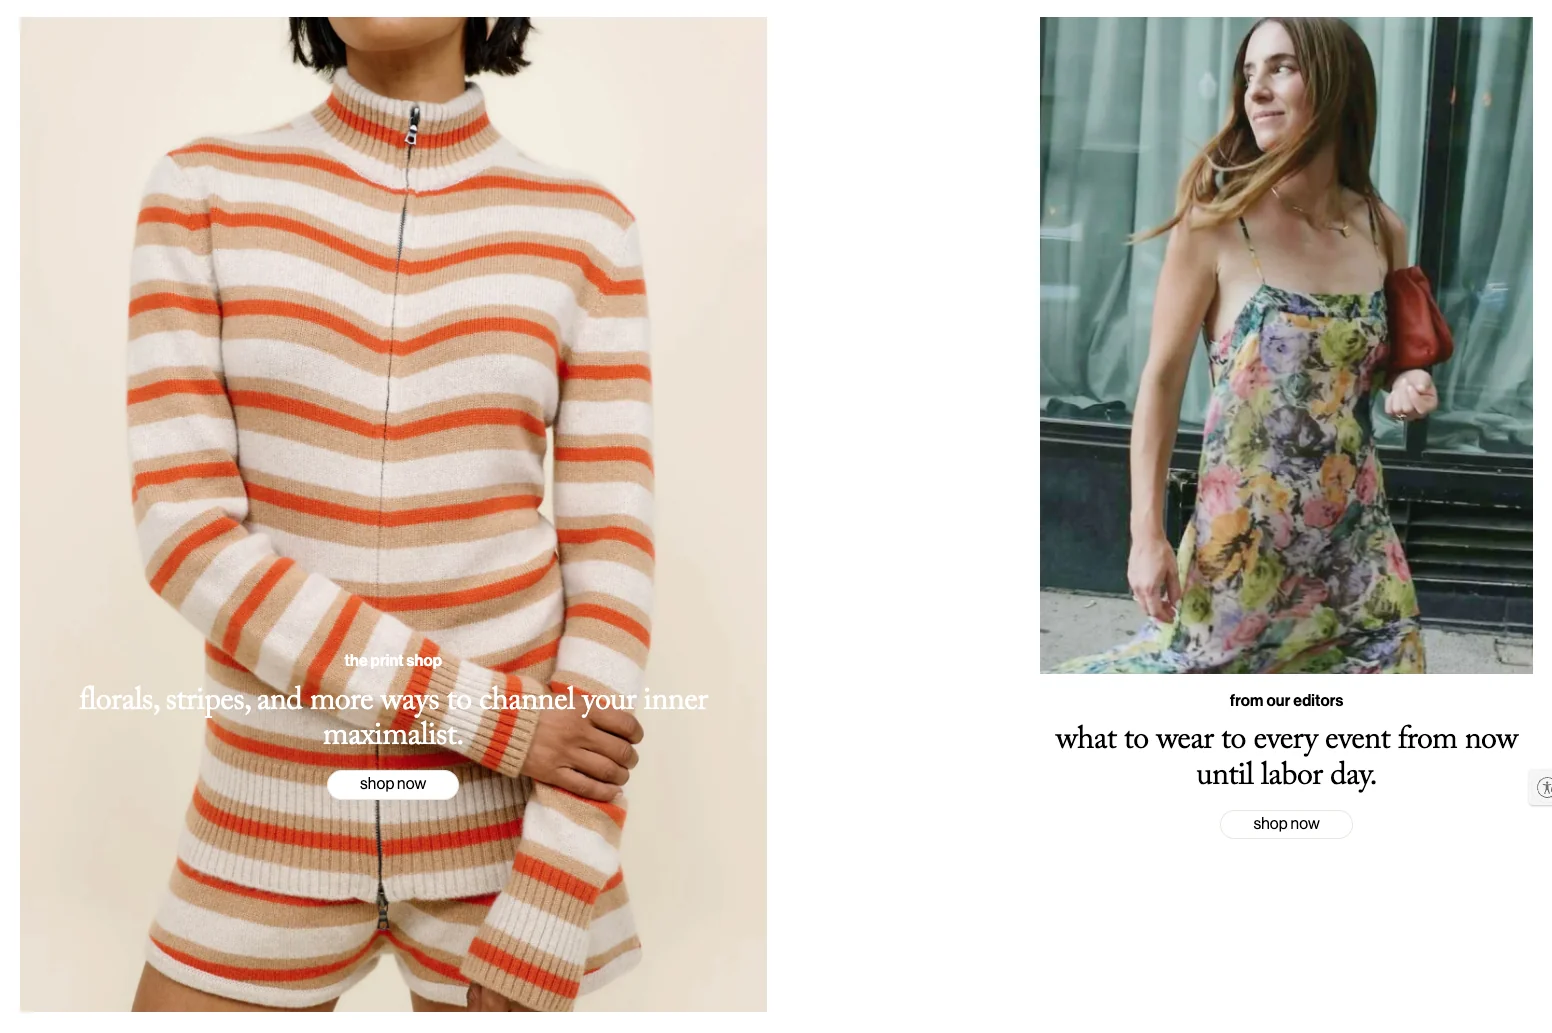 the print shop
florals, stripes, and more ways to channel your inner
maximalist.
shop now
from our editors
what to wear to every event from now
until labor day.
shop now